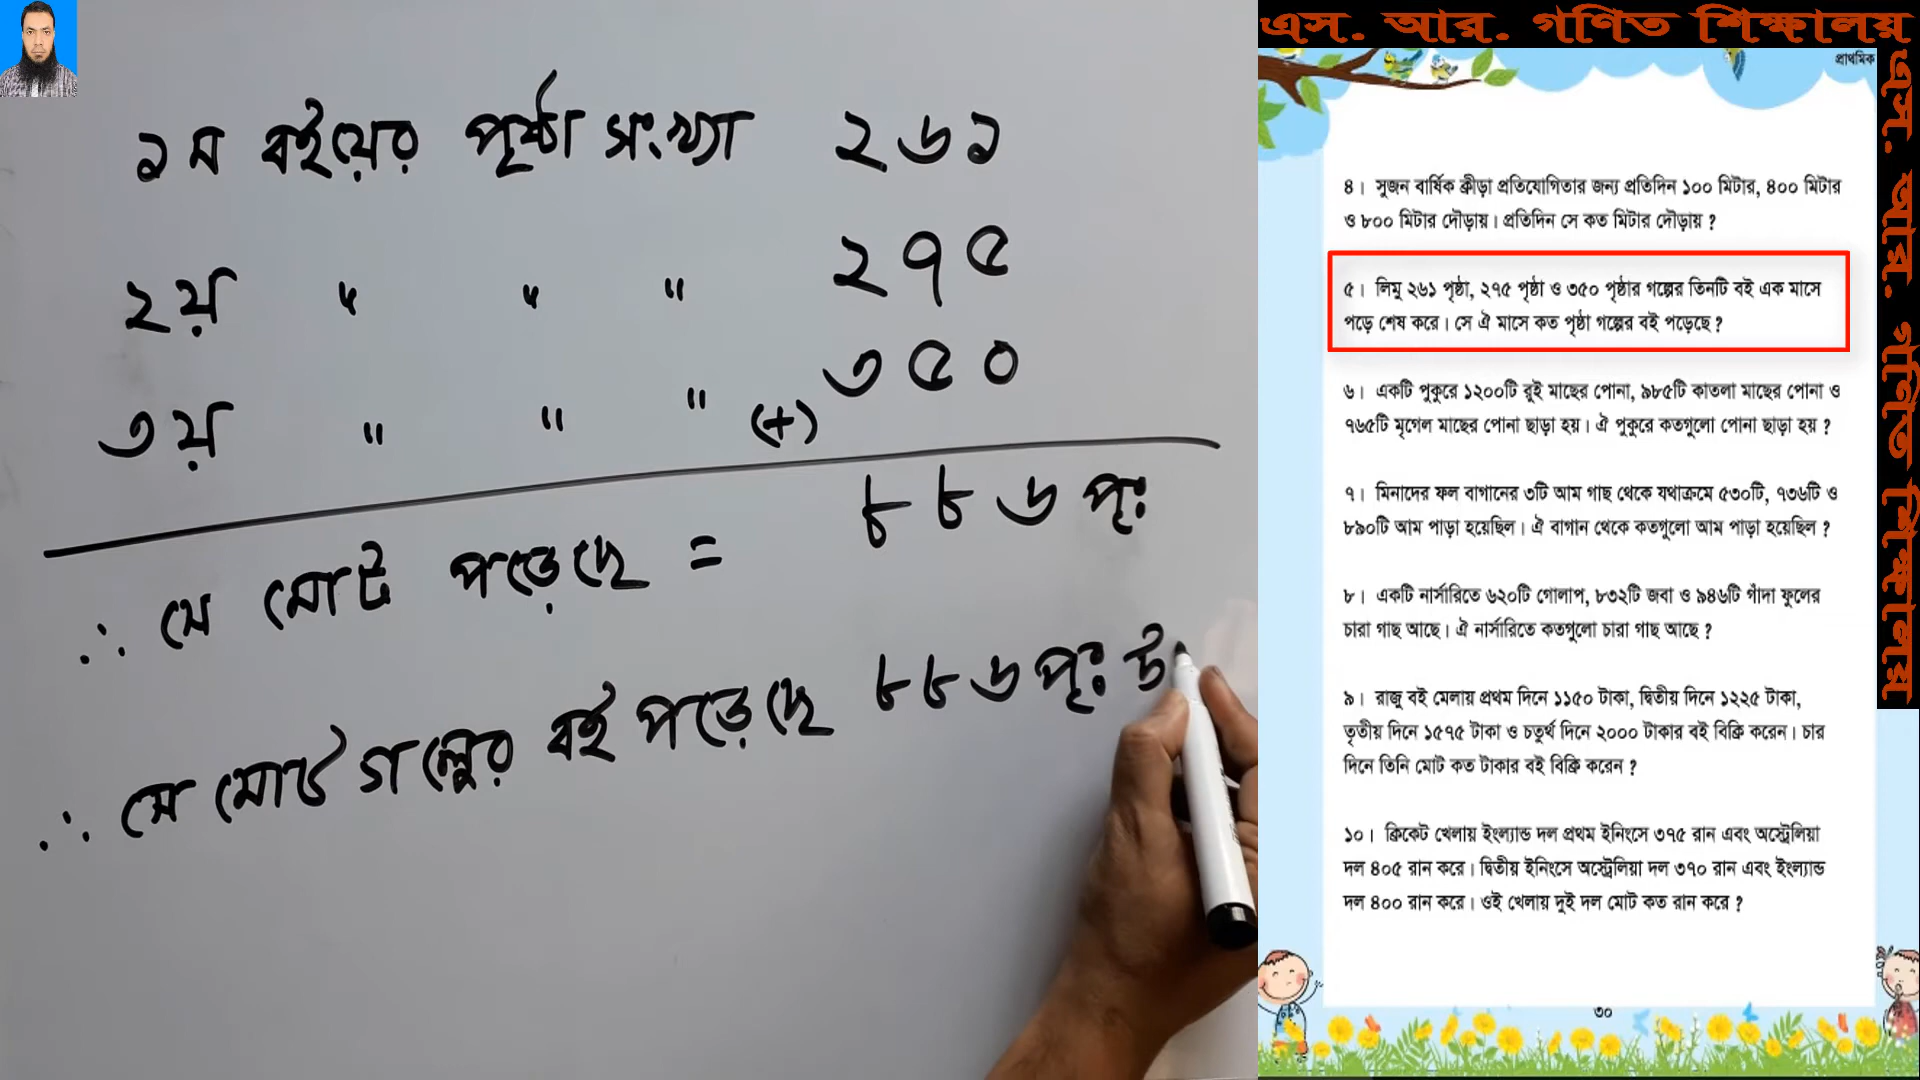 ১ম বইয়ের পৃষ্ঠা সংখ্যা ২৬১
২য় " " " ২৭৫
৩য় " " " (+) ৩৫০
∴ সে মোট পড়েছে = ৮৮৬ পৃঃ
∴ সে মোট গল্পের বই পড়েছে ৮৮৬ পৃঃ উ
এস. আর. গণিত শিক্ষালয়
প্রাথমিক
৪। সুজন বার্ষিক ক্রীড়া প্রতিযোগিতার জন্য প্রতিদিন ১০০ মিটার, ৪০০ মিটার
ও ৮০০ মিটার দৌড়ায়। প্রতিদিন সে কত মিটার দৌড়ায় ?
৫। লিমু ২৬১ পৃষ্ঠা, ২৭৫ পৃষ্ঠা ও ৩৫০ পৃষ্ঠার গল্পের তিনটি বই এক মাসে
পড়ে শেষ করে। সে ঐ মাসে কত পৃষ্ঠা গল্পের বই পড়েছে ?
৬। একটি পুকুরে ১২০০টি রুই মাছের পোনা, ৯৮৫টি কাতলা মাছের পোনা ও
৭৬৫টি মৃগেল মাছের পোনা ছাড়া হয়। ঐ পুকুরে কতগুলো পোনা ছাড়া হয় ?
৭। মিনাদের ফল বাগানের ৩টি আম গাছ থেকে যথাক্রমে ৫৩০টি, ৭৩৬টি ও
৮৯০টি আম পাড়া হয়েছিল। ঐ বাগান থেকে কতগুলো আম পাড়া হয়েছিল ?
৮। একটি নার্সারিতে ৬২০টি গোলাপ, ৮৩২টি জবা ও ৯৪৬টি গাঁদা ফুলের
চারা গাছ আছে। ঐ নার্সারিতে কতগুলো চারা গাছ আছে ?
৯। রাজু বই মেলায় প্রথম দিনে ১১৫০ টাকা, দ্বিতীয় দিনে ১২২৫ টাকা,
তৃতীয় দিনে ১৫৭৫ টাকা ও চতুর্থ দিনে ২০০০ টাকার বই বিক্রি করেন। চার
দিনে তিনি মোট কত টাকার বই বিক্রি করেন ?
১০। ক্রিকেট খেলায় ইংল্যান্ড দল প্রথম ইনিংসে ৩৭৫ রান এবং অস্ট্রেলিয়া
দল ৪০৫ রান করে। দ্বিতীয় ইনিংসে অস্ট্রেলিয়া দল ৩৭০ রান এবং ইংল্যান্ড
দল ৪০০ রান করে। ওই খেলায় দুই দল মোট কত রান করে ?
৩০
এস. আর. গণিত শিক্ষালয়